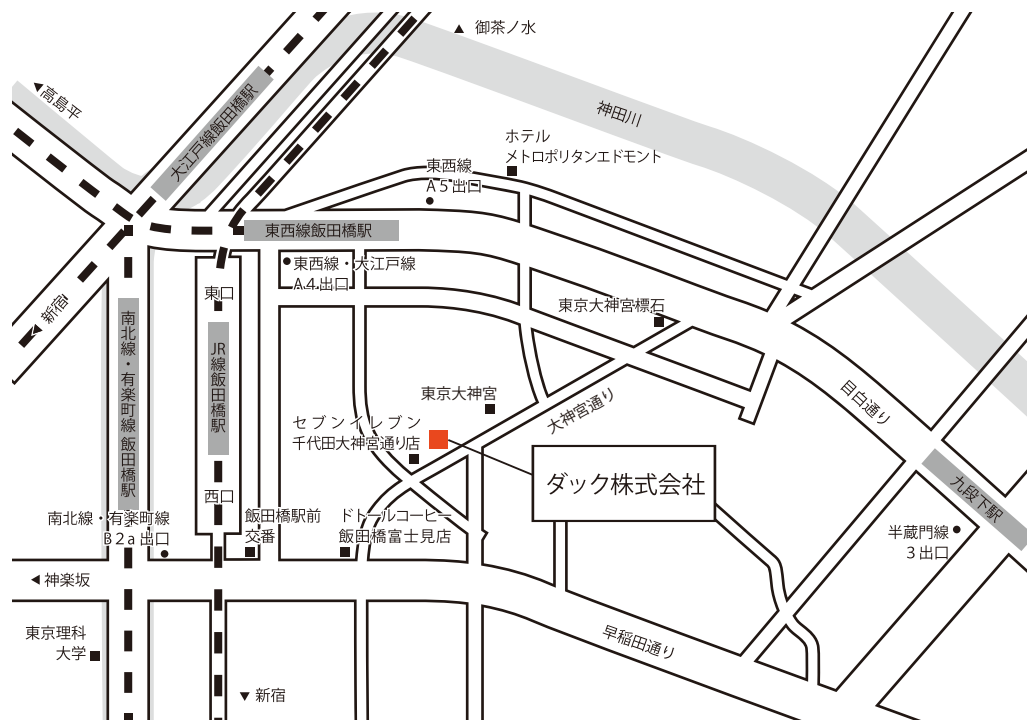 ▲ 御茶ノ水
◀高島平
大江戸線飯田橋駅
神田川
ホテル
メトロポリタンエドモント
東西線
A5出口
東西線飯田橋駅
東西線・大江戸線
A4出口
東口
◀新宿
東京大神宮標石
南北線・有楽町線飯田橋駅
JR線飯田橋駅
東京大神宮
大神宮通り
目白通り
セブンイレブン
千代田大神宮通り店
ダック株式会社
九段下駅
西口
南北線・有楽町線
B2a出口
飯田橋駅前
交番
ドトールコーヒー
飯田橋富士見店
半蔵門線
3出口
◀ 神楽坂
東京理科
大学
早稲田通り
▼ 新宿